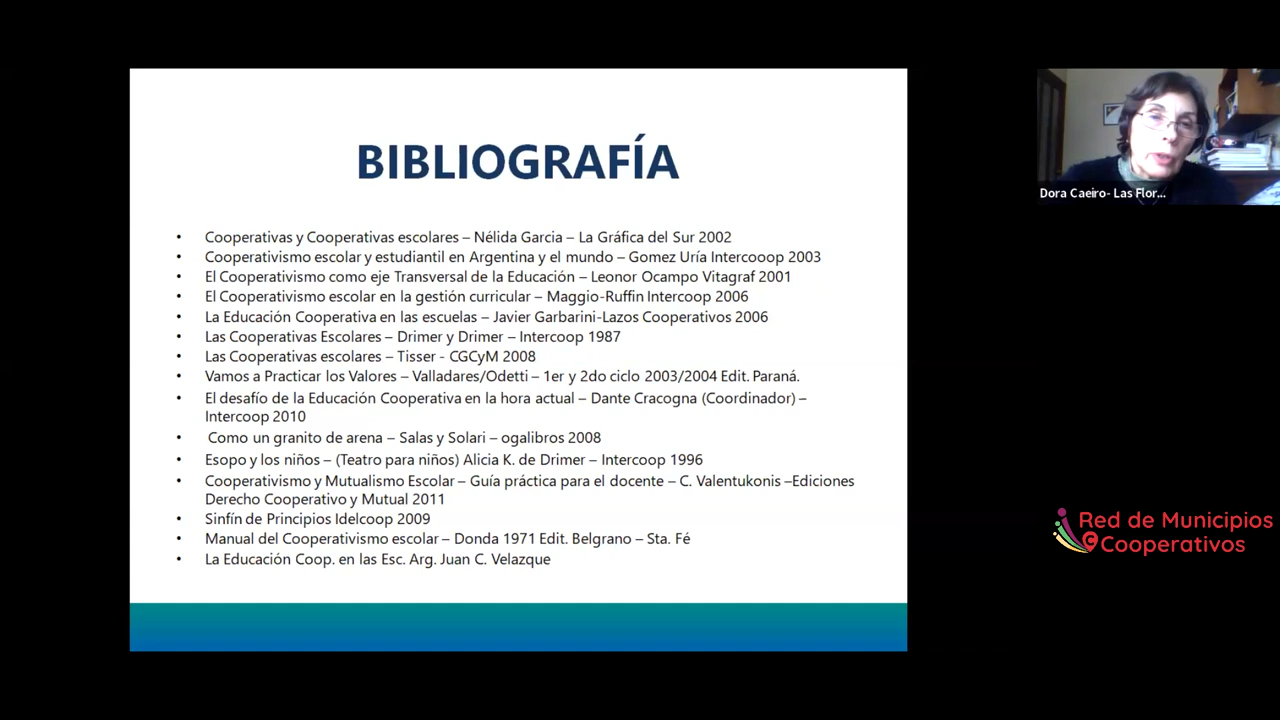 BIBLIOGRAFÍA
• Cooperativas y Cooperativas escolares – Nélida Garcia – La Gráfica del Sur 2002
• Cooperativismo escolar y estudiantil en Argentina y el mundo – Gomez Uría Intercooop 2003
• El Cooperativismo como eje Transversal de la Educación – Leonor Ocampo Vitagraf 2001
• El Cooperativismo escolar en la gestión curricular – Maggio-Ruffin Intercoop 2006
• La Educación Cooperativa en las escuelas – Javier Garbarini-Lazos Cooperativos 2006
• Las Cooperativas Escolares – Drimer y Drimer – Intercoop 1987
• Las Cooperativas escolares – Tisser - CGCyM 2008
• Vamos a Practicar los Valores – Valladares/Odetti – 1er y 2do ciclo 2003/2004 Edit. Paraná.
• El desafío de la Educación Cooperativa en la hora actual – Dante Cracogna (Coordinador) –
Intercoop 2010
• Como un granito de arena – Salas y Solari – ogalibros 2008
• Esopo y los niños – (Teatro para niños) Alicia K. de Drimer – Intercoop 1996
• Cooperativismo y Mutualismo Escolar – Guía práctica para el docente – C. Valentukonis –Ediciones
Derecho Cooperativo y Mutual 2011
• Sinfín de Principios Idelcoop 2009
• Manual del Cooperativismo escolar – Donda 1971 Edit. Belgrano – Sta. Fé
• La Educación Coop. en las Esc. Arg. Juan C. Velazque
Dora Caeiro- Las Flor...
Red de Municipios
Cooperativos